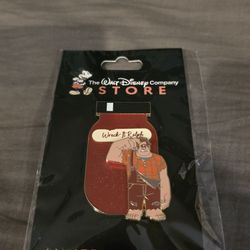 The WALT DISNEY Company
STORE
Wreck-It Ralph